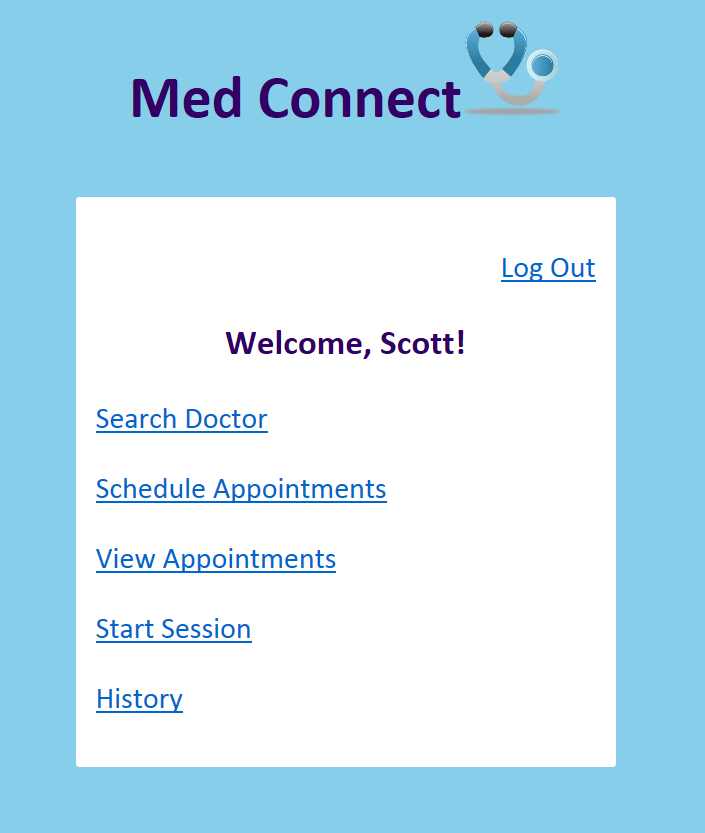 Med Connect
Log Out
Welcome, Scott!
Search Doctor
Schedule Appointments
View Appointments
Start Session
History